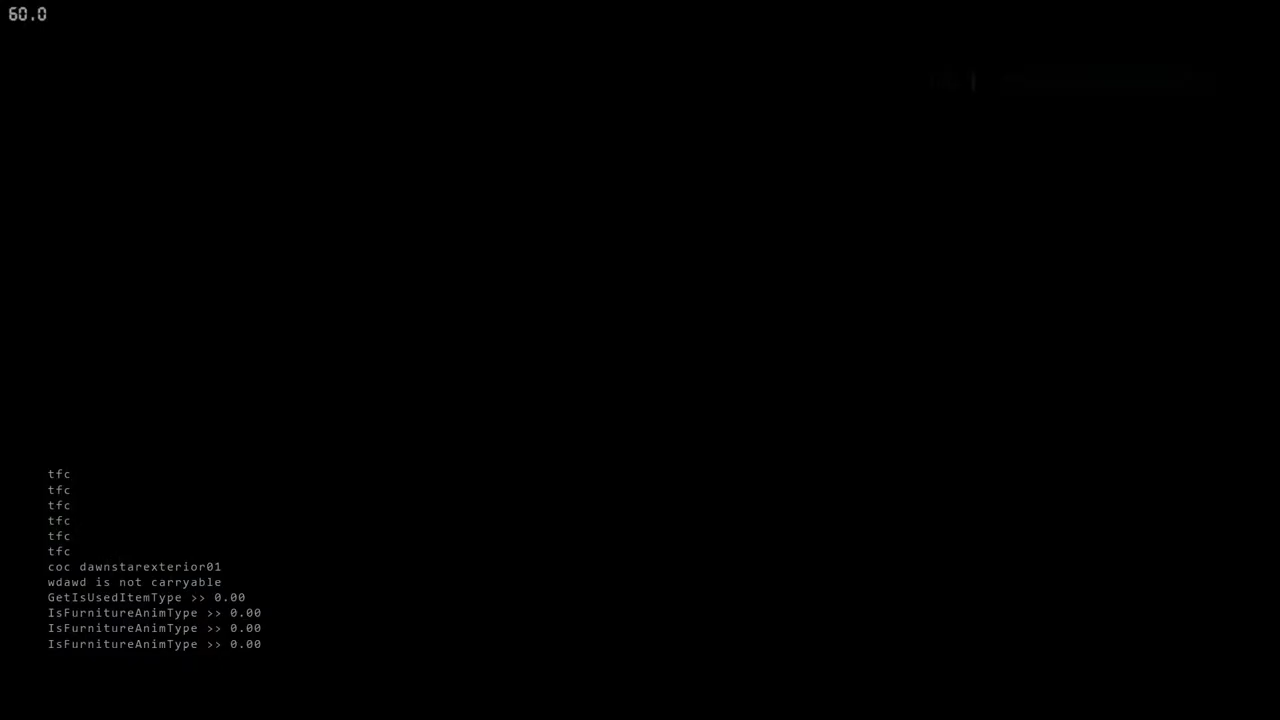 60.0
tfc
tfc
tfc
tfc
tfc
tfc
coc dawnstarexterior01
wdawd is not carryable
GetIsUsedItemType >> 0.00
IsFurnitureAnimType >> 0.00
IsFurnitureAnimType >> 0.00
IsFurnitureAnimType >> 0.00